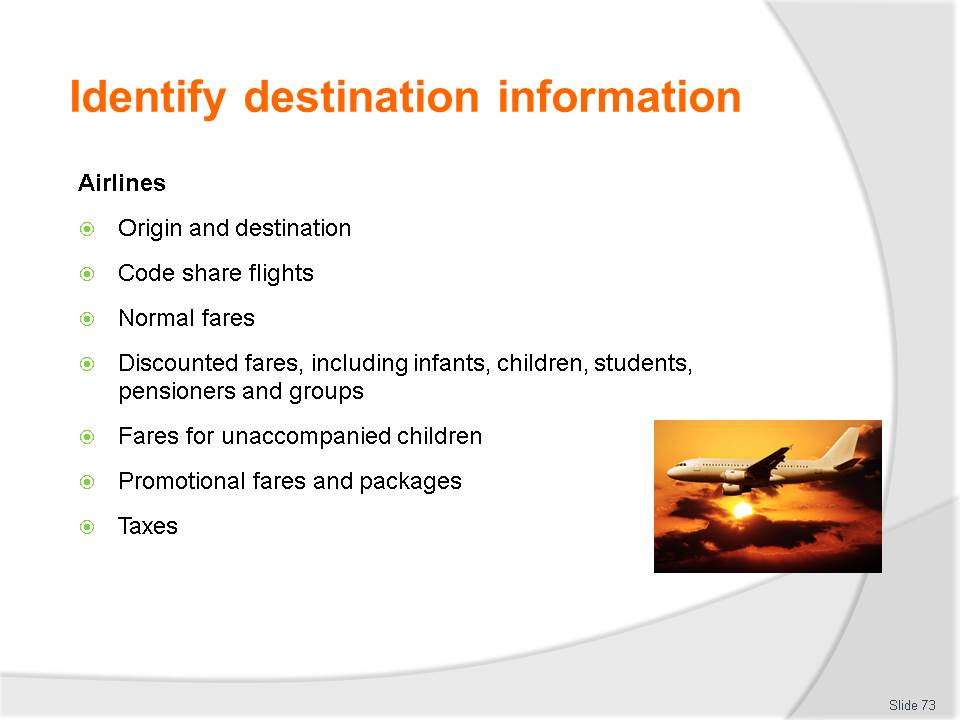 Identify destination information
Airlines
Origin and destination
Code share flights
Normal fares
Discounted fares, including infants, children, students,
pensioners and groups
Fares for unaccompanied children
Promotional fares and packages
Taxes
Slide 73